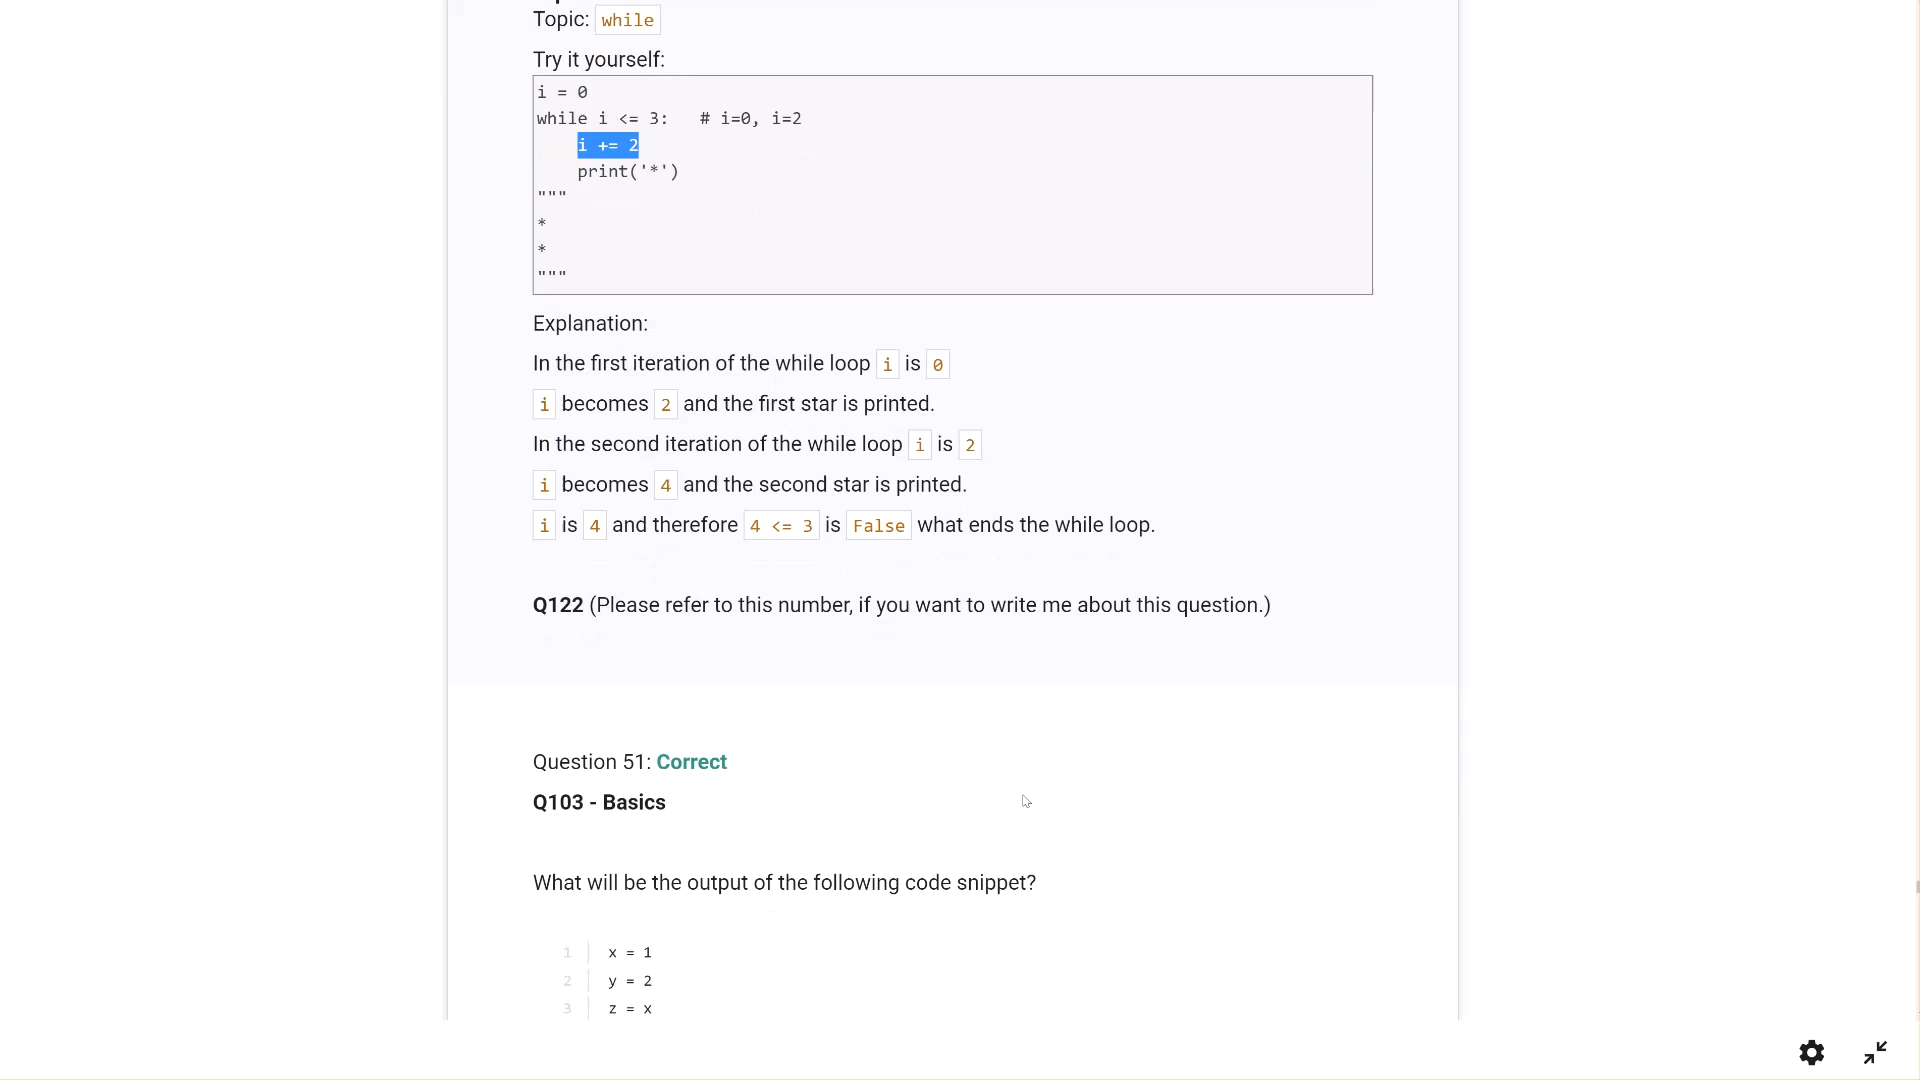 Topic: while
Try it yourself:
i = 0
while i <= 3:   # i=0, i=2
    i += 2
    print('*')
"""
*
*
"""
Explanation:
In the first iteration of the while loop i is 0
i becomes 2 and the first star is printed.
In the second iteration of the while loop i is 2
i becomes 4 and the second star is printed.
i is 4 and therefore 4 <= 3 is False what ends the while loop.
Q122 (Please refer to this number, if you want to write me about this question.)
Question 51: Correct
Q103 - Basics
What will be the output of the following code snippet?
1 x = 1
2 y = 2
3 z = x